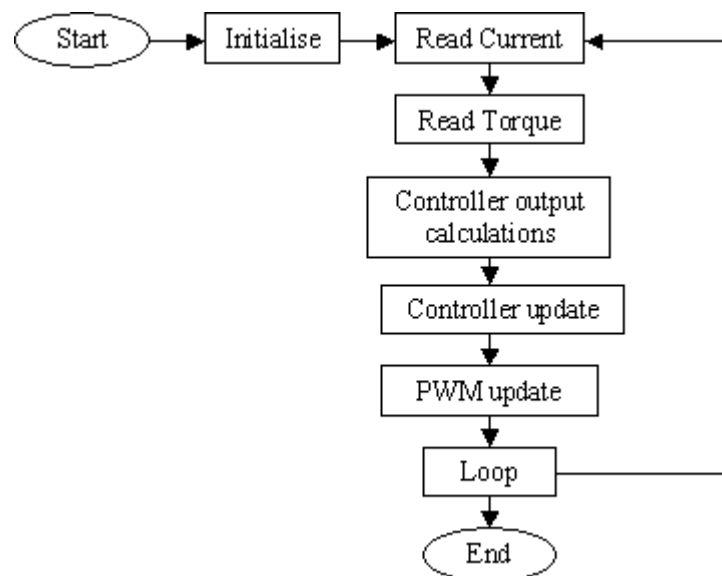 Start
Initialise
Read Current
Read Torque
Controller output
calculations
Controller update
PWM update
Loop
End